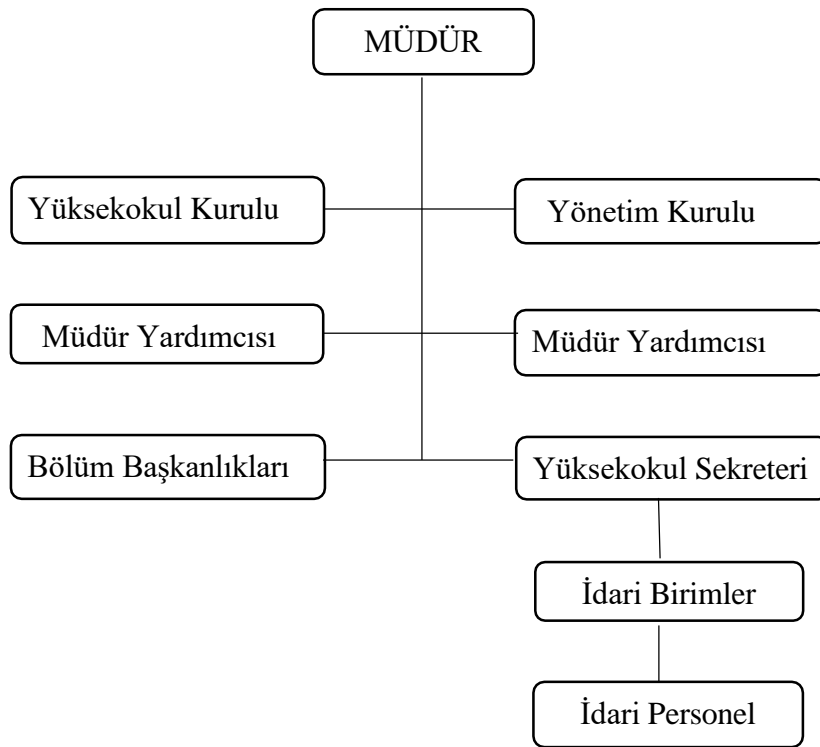 MÜDÜR
Yüksekokul Kurulu
Yönetim Kurulu
Müdür Yardımcısı
Müdür Yardımcısı
Bölüm Başkanlıkları
Yüksekokul Sekreteri
İdari Birimler
İdari Personel